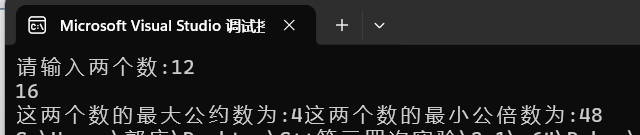 Microsoft Visual Studio 调试
请输入两个数:12
16
这两个数的最大公约数为:4这两个数的最小公倍数为:48